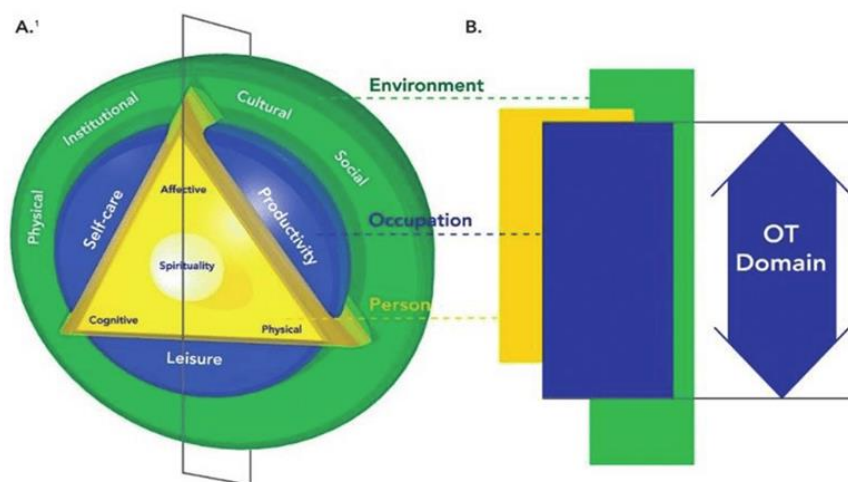 A.1
B.
Environment
Occupation
Person
Physical
Institutional
Cultural
Social
Self-care
Productivity
Leisure
Affective
Spirituality
Cognitive
Physical
OT
Domain